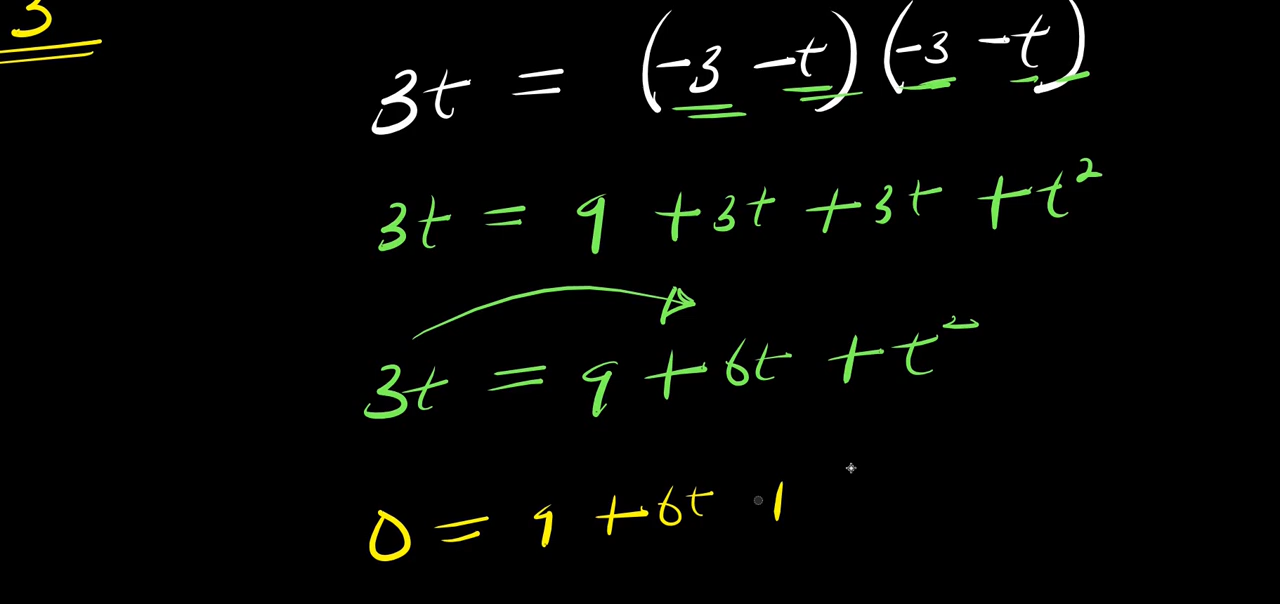 3
3t = (-3 -t)(-3 -t)
3t = 9 +3t +3t +t²
3t = 9 +6t +t²
0 = 9 +6t